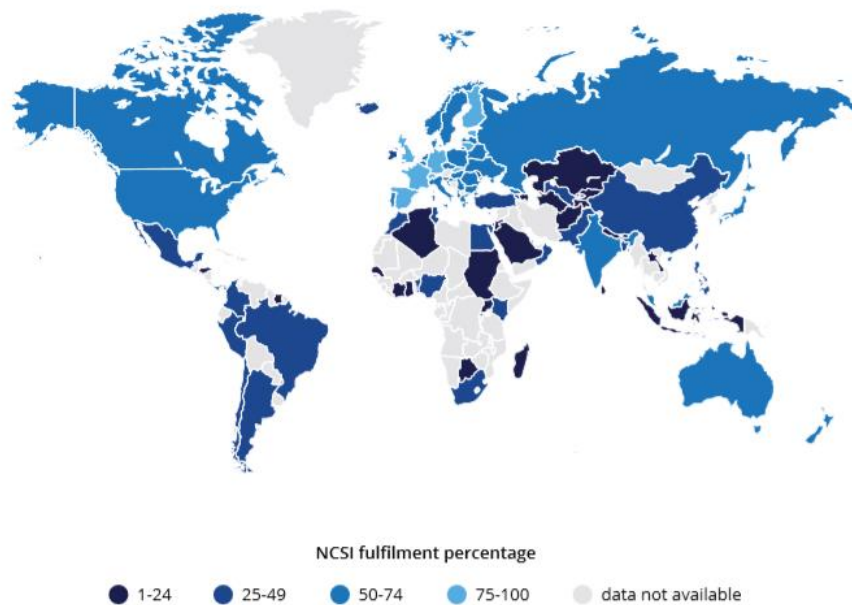 NCSI fulfilment percentage
1-24
25-49
50-74
75-100
data not available